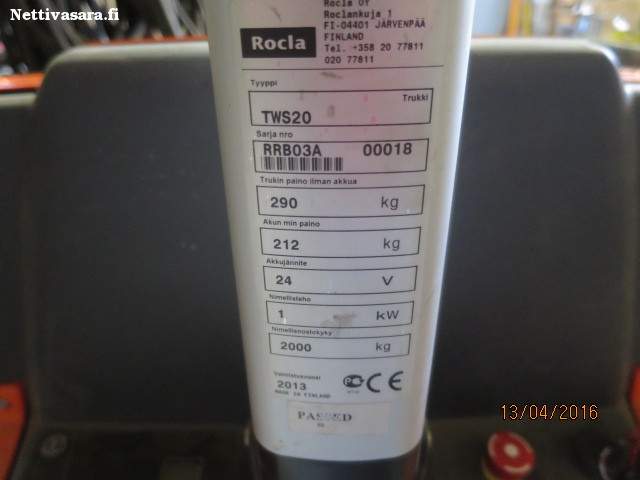 Nettivasara.fi
Rocla OY
Roclankuja 1
FI-04401 JÄRVENPÄÄ
FINLAND
Tel. +358 20 77811
020 77811
Rocla
Tyyppi
Trukki
TWS20
Sarja nro
RRB03A 00018
Trukin paino ilman akkua
290 kg
Akun min paino
212 kg
Akkujännite
24 V
Nimellisteho
1 kW
Nimellisnostokyky
2000 kg
Valmistusvuosi
2013
MADE IN FINLAND
CE
PASSED
13/04/2016